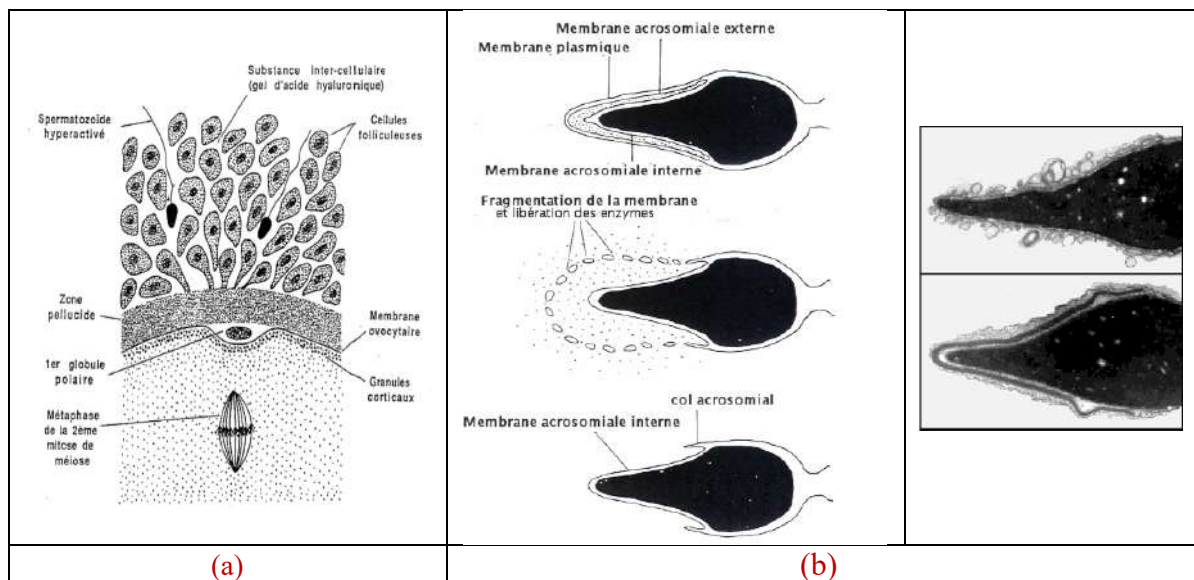 Substance inter-cellulaire
(gel d'acide hyaluronique)
Spermatozoïde
hyperactivé
Cellules
folliculeuses
Zone
pellucide
Membrane
ovocytaire
1er globule
polaire
Granules
corticaux
Métaphase
de la 2ème
mitose de
méiose
(a)
Membrane acrosomiale externe
Membrane plasmique
Membrane acrosomiale interne
Fragmentation de la membrane
et libération des enzymes
col acrosomial
Membrane acrosomiale interne
(b)